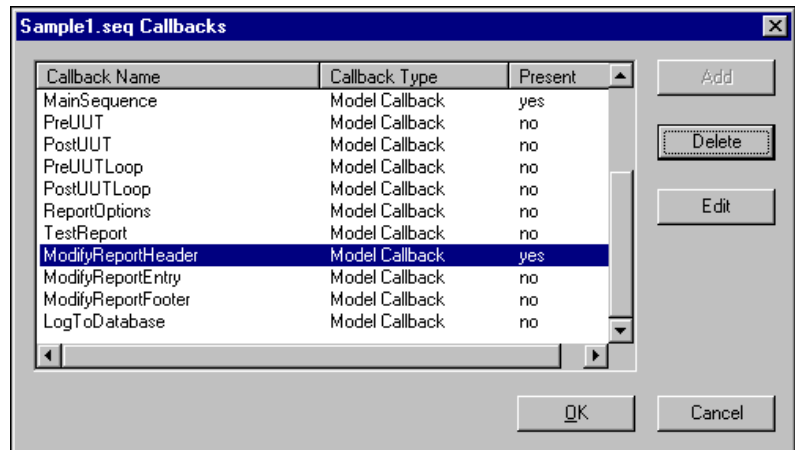 Sample1.seq Callbacks
Callback Name Callback Type Present
MainSequence Model Callback yes
PreUUT Model Callback no
PostUUT Model Callback no
PreUUTLoop Model Callback no
PostUUTLoop Model Callback no
ReportOptions Model Callback no
TestReport Model Callback no
ModifyReportHeader Model Callback yes
ModifyReportEntry Model Callback no
ModifyReportFooter Model Callback no
LogToDatabase Model Callback no
Add
Delete
Edit
OK
Cancel